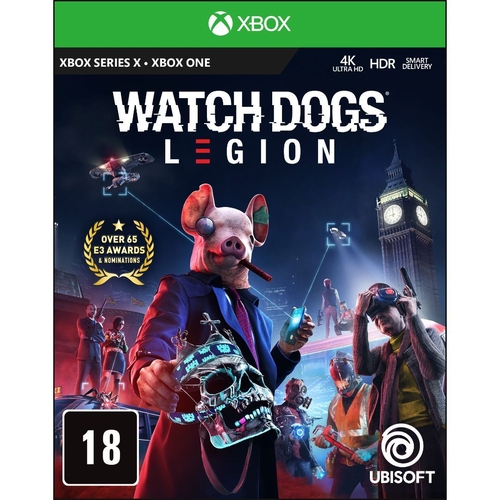 XBOX
XBOX SERIES X • XBOX ONE
4K
ULTRA HD
HDR
SMART
DELIVERY
WATCH DOGS®
LEGION
OVER 65
E3 AWARDS
& NOMINATIONS
18
UBISOFT